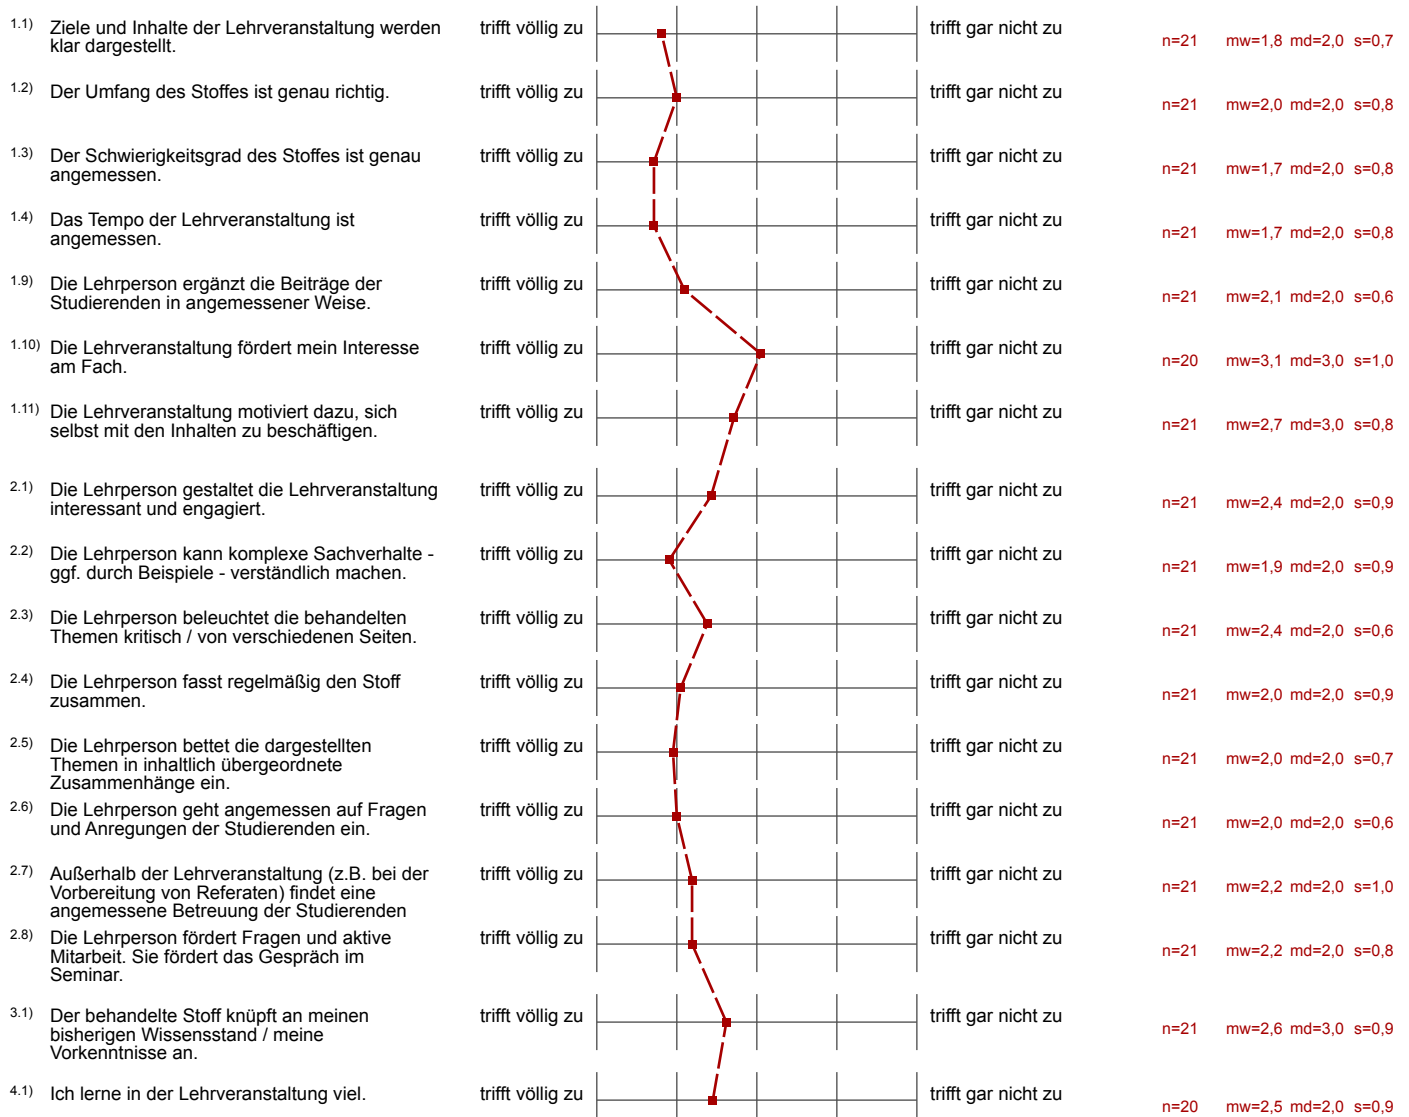 1.1) Ziele und Inhalte der Lehrveranstaltung werden trifft völlig zu trifft gar nicht zu
klar dargestellt. n=21 mw=1,8 md=2,0 s=0,7
1.2) Der Umfang des Stoffes ist genau richtig. trifft völlig zu trifft gar nicht zu
n=21 mw=2,0 md=2,0 s=0,8
1.3) Der Schwierigkeitsgrad des Stoffes ist genau trifft völlig zu trifft gar nicht zu
angemessen. n=21 mw=1,7 md=2,0 s=0,8
1.4) Das Tempo der Lehrveranstaltung ist trifft völlig zu trifft gar nicht zu
angemessen. n=21 mw=1,7 md=2,0 s=0,8
1.9) Die Lehrperson ergänzt die Beiträge der trifft völlig zu trifft gar nicht zu
Studierenden in angemessener Weise. n=21 mw=2,1 md=2,0 s=0,6
1.10) Die Lehrveranstaltung fördert mein Interesse trifft völlig zu trifft gar nicht zu
am Fach. n=20 mw=3,1 md=3,0 s=1,0
1.11) Die Lehrveranstaltung motiviert dazu, sich trifft völlig zu trifft gar nicht zu
selbst mit den Inhalten zu beschäftigen. n=21 mw=2,7 md=3,0 s=0,8
2.1) Die Lehrperson gestaltet die Lehrveranstaltung trifft völlig zu trifft gar nicht zu
interessant und engagiert. n=21 mw=2,4 md=2,0 s=0,9
2.2) Die Lehrperson kann komplexe Sachverhalte - trifft völlig zu trifft gar nicht zu
ggf. durch Beispiele - verständlich machen. n=21 mw=1,9 md=2,0 s=0,9
2.3) Die Lehrperson beleuchtet die behandelten trifft völlig zu trifft gar nicht zu
Themen kritisch / von verschiedenen Seiten. n=21 mw=2,4 md=2,0 s=0,6
2.4) Die Lehrperson fasst regelmäßig den Stoff trifft völlig zu trifft gar nicht zu
zusammen. n=21 mw=2,0 md=2,0 s=0,9
2.5) Die Lehrperson bettet die dargestellten trifft völlig zu trifft gar nicht zu
Themen in inhaltlich übergeordnete n=21 mw=2,0 md=2,0 s=0,7
Zusammenhänge ein.
2.6) Die Lehrperson geht angemessen auf Fragen trifft völlig zu trifft gar nicht zu
und Anregungen der Studierenden ein. n=21 mw=2,0 md=2,0 s=0,6
2.7) Außerhalb der Lehrveranstaltung (z.B. bei der trifft völlig zu trifft gar nicht zu
Vorbereitung von Referaten) findet eine n=21 mw=2,2 md=2,0 s=1,0
angemessene Betreuung der Studierenden
2.8) Die Lehrperson fördert Fragen und aktive trifft völlig zu trifft gar nicht zu
Mitarbeit. Sie fördert das Gespräch im n=21 mw=2,2 md=2,0 s=0,8
Seminar.
3.1) Der behandelte Stoff knüpft an meinen trifft völlig zu trifft gar nicht zu
bisherigen Wissensstand / meine n=21 mw=2,6 md=3,0 s=0,9
Vorkenntnisse an.
4.1) Ich lerne in der Lehrveranstaltung viel. trifft völlig zu trifft gar nicht zu
n=20 mw=2,5 md=2,0 s=0,9